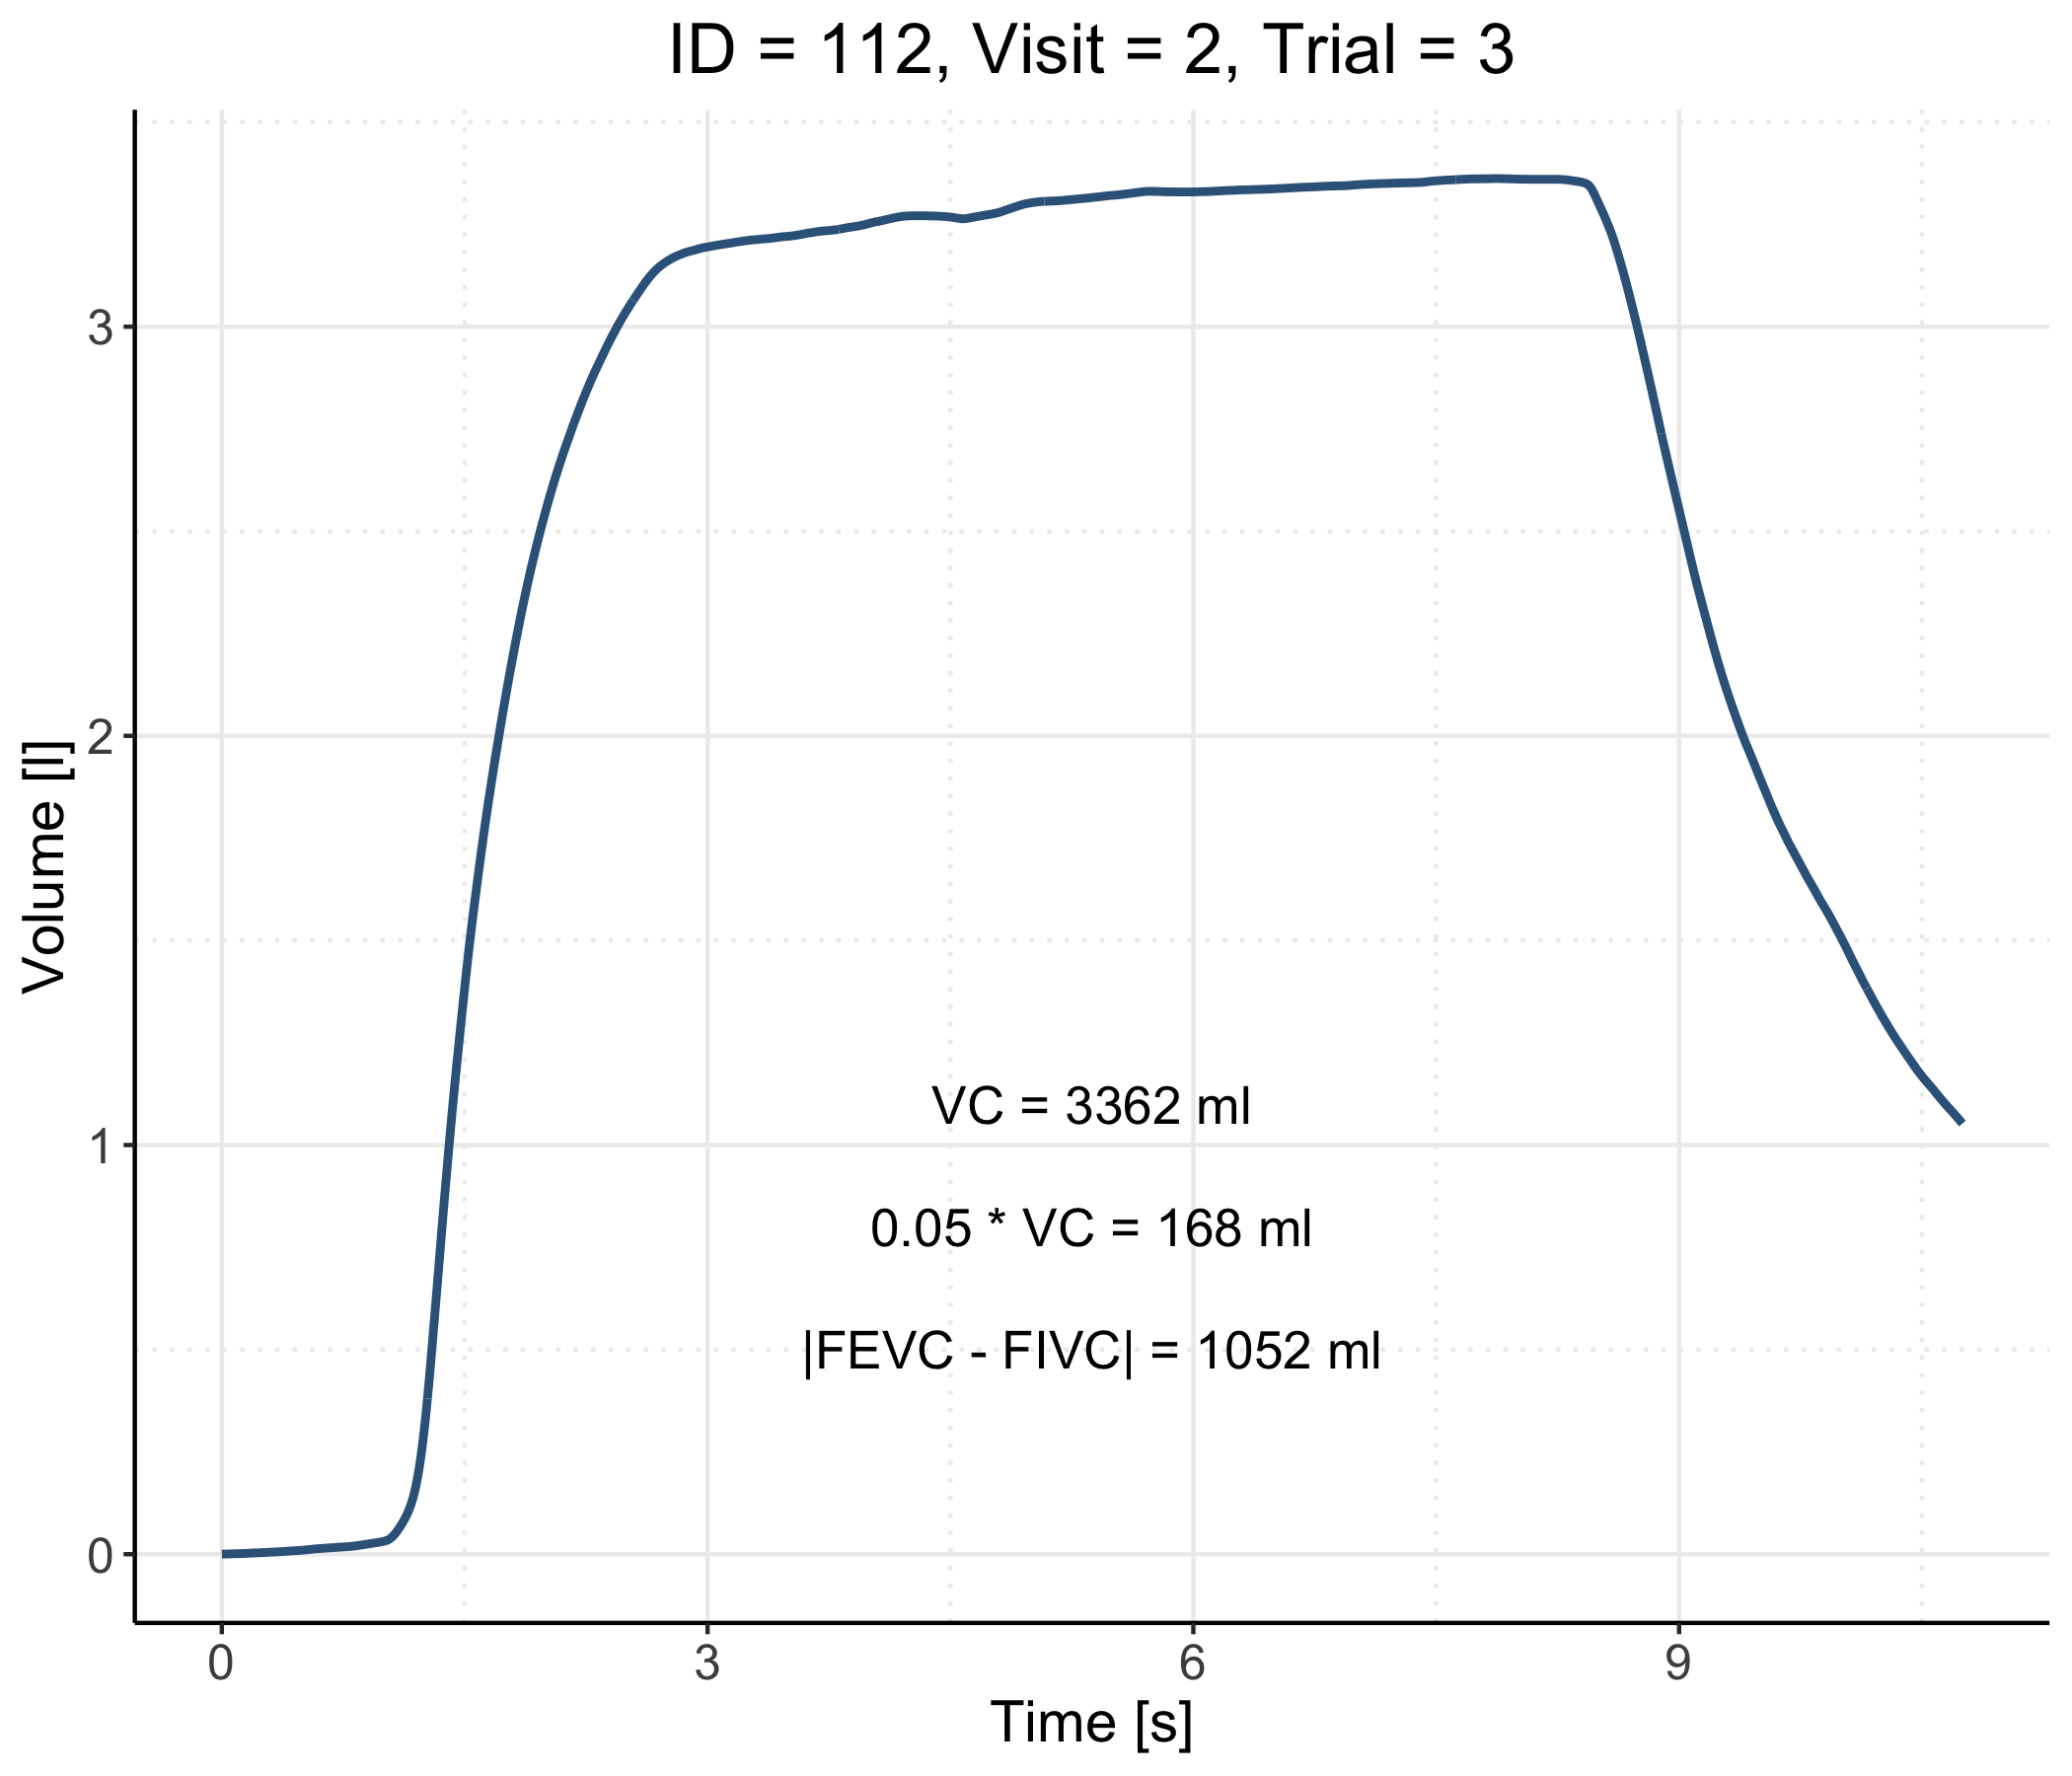 ID = 112, Visit = 2, Trial = 3
3
2
1
0
Volume [l]
VC = 3362 ml
0.05 * VC = 168 ml
|FEVC - FIVC| = 1052 ml
0 3 6 9
Time [s]